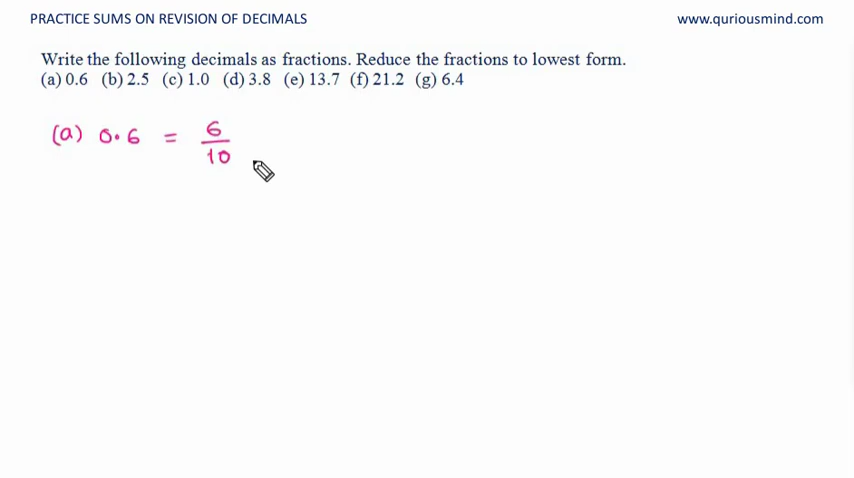 PRACTICE SUMS ON REVISION OF DECIMALS www.quriousmind.com
Write the following decimals as fractions. Reduce the fractions to lowest form.
(a) 0.6 (b) 2.5 (c) 1.0 (d) 3.8 (e) 13.7 (f) 21.2 (g) 6.4
(a) 0.6 = 6/10